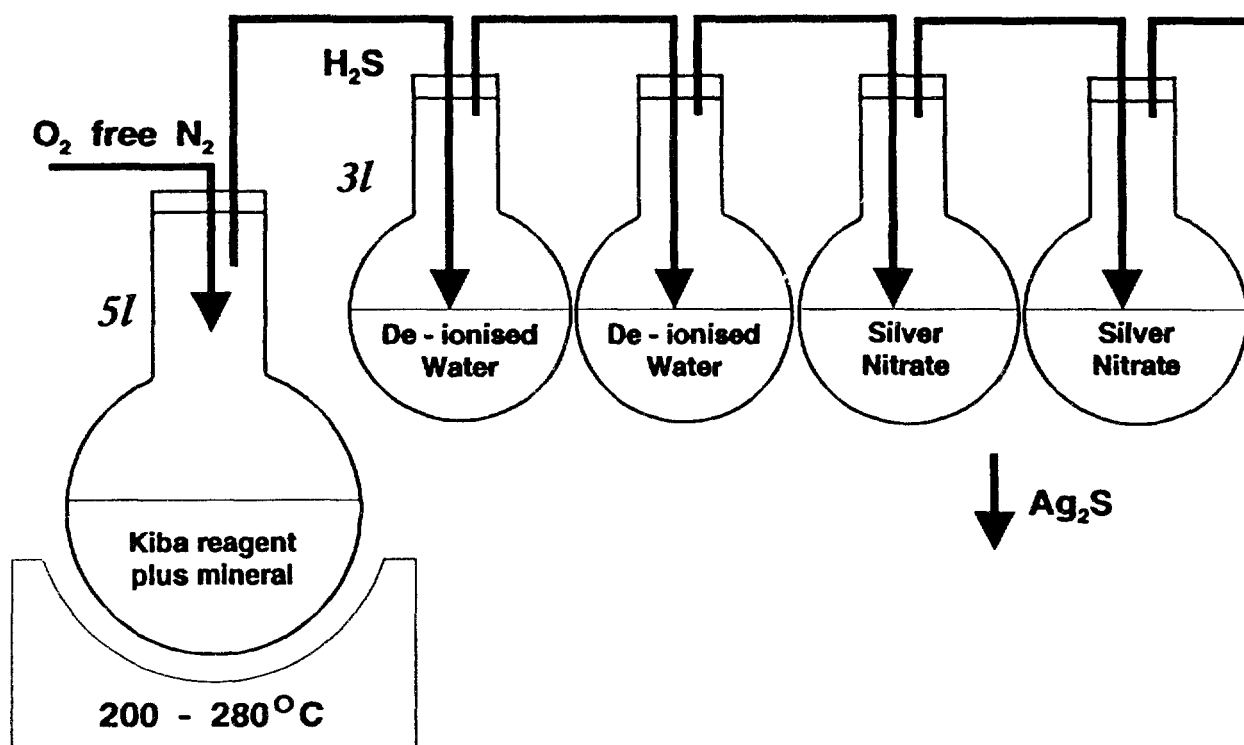 H₂S
O₂ free N₂
3l
5l
De - ionised
Water
De - ionised
Water
Silver
Nitrate
Silver
Nitrate
Ag₂S
Kiba reagent
plus mineral
200 - 280°C